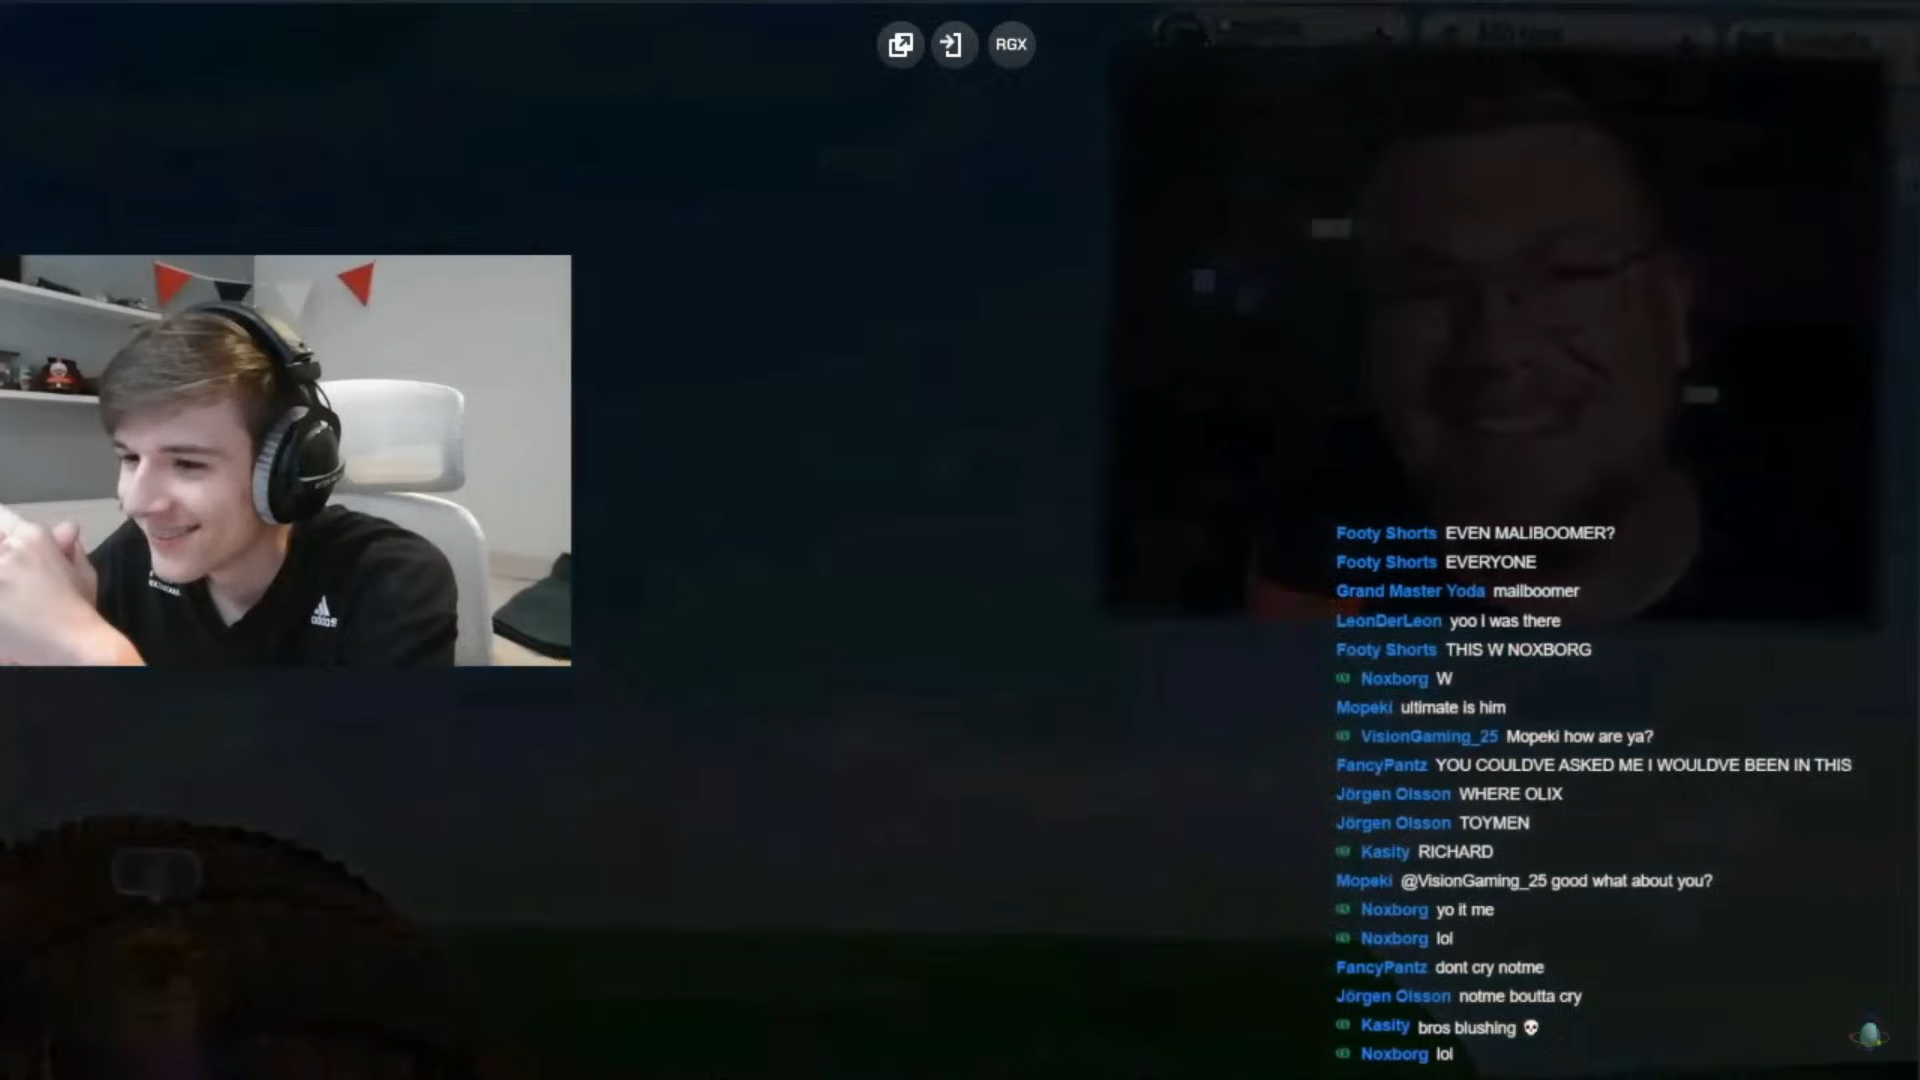 RGX
adidas
Footy Shorts EVEN MALIBOOMER?
Footy Shorts EVERYONE
Grand Master Yoda mailboomer
LeonDerLeon yoo I was there
Footy Shorts THIS W NOXBORG
Noxborg W
Mopeki ultimate is him
VisionGaming_25 Mopeki how are ya?
FancyPantz YOU COULDVE ASKED ME I WOULDVE BEEN IN THIS
Jörgen Olsson WHERE OLIX
Jörgen Olsson TOYMEN
Kasity RICHARD
Mopeki @VisionGaming_25 good what about you?
Noxborg yo it me
Noxborg lol
FancyPantz dont cry notme
Jörgen Olsson notme boutta cry
Kasity bros blushing 💀
Noxborg lol